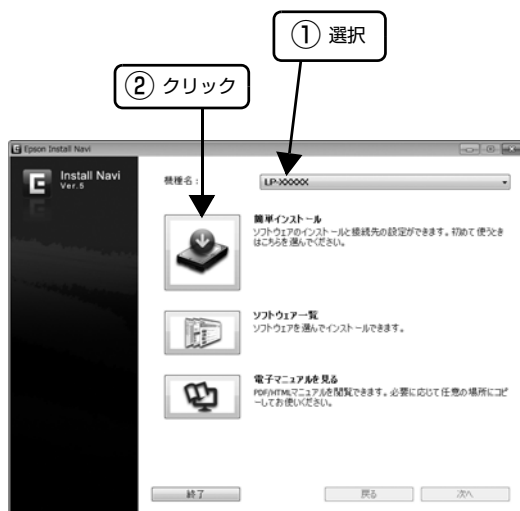 ① 選択
② クリック
Epson Install Navi
E Install Navi
Ver.5
機種名:
LP-XXXXX
簡単インストール
ソフトウェアのインストールと接続先の設定ができます。初めて使うとき
はこちらを選んでください。
ソフトウェア一覧
ソフトウェアを選んでインストールできます。
電子マニュアルを見る
PDF/HTMLマニュアルを閲覧できます。必要に応じて任意の場所にコピ
ーしてお使いください。
終了
戻る
次へ